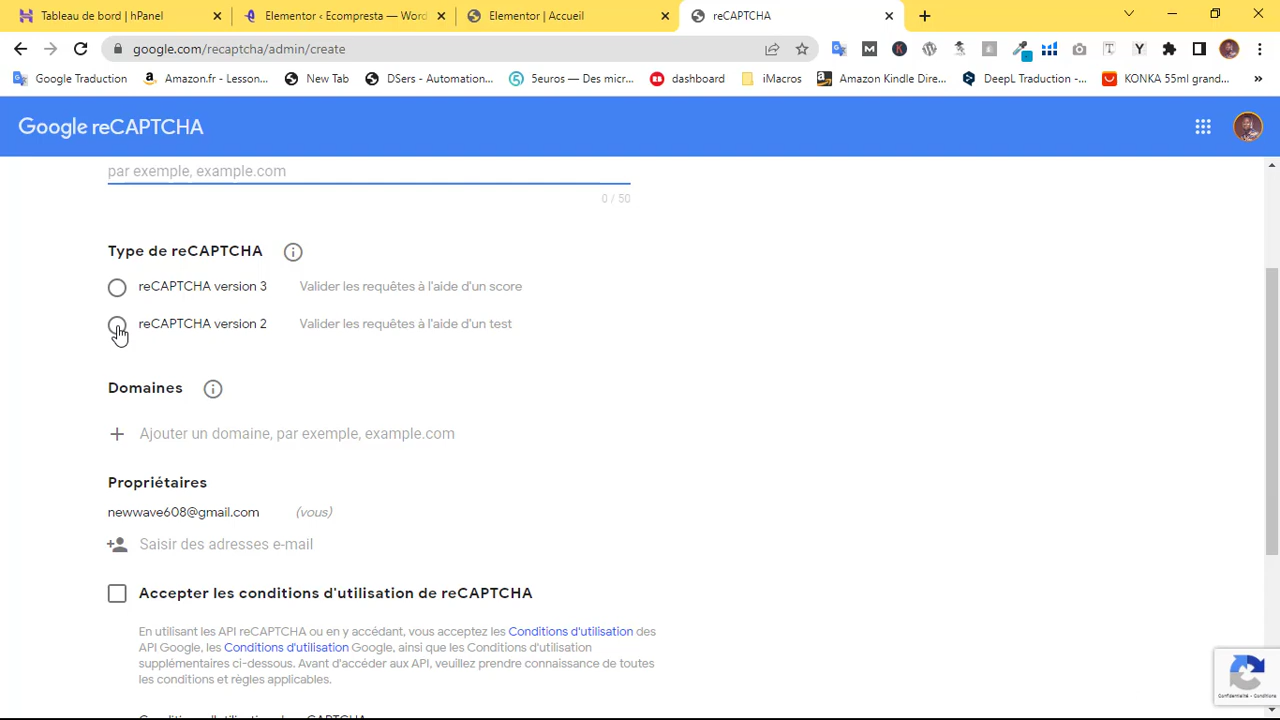 Tableau de bord | hPanel
Elementor ‹ Ecompresta — Word
Elementor | Accueil
reCAPTCHA
google.com/recaptcha/admin/create
Google Traduction
Amazon.fr - Lesson...
New Tab
DSers - Automation...
5euros — Des micr...
dashboard
iMacros
Amazon Kindle Dire...
DeepL Traduction -...
KONKA 55ml grand...
»
Google reCAPTCHA
par exemple, example.com
0 / 50
Type de reCAPTCHA
reCAPTCHA version 3 Valider les requêtes à l'aide d'un score
reCAPTCHA version 2 Valider les requêtes à l'aide d'un test
Domaines
Ajouter un domaine, par exemple, example.com
Propriétaires
newwave608@gmail.com (vous)
Saisir des adresses e-mail
Accepter les conditions d'utilisation de reCAPTCHA
En utilisant les API reCAPTCHA ou en y accédant, vous acceptez les Conditions d'utilisation des
API Google, les Conditions d'utilisation Google, ainsi que les Conditions d'utilisation
supplémentaires ci-dessous. Avant d'accéder aux API, veuillez prendre connaissance de toutes
les conditions et règles applicables.
Confidentialité - Conditions